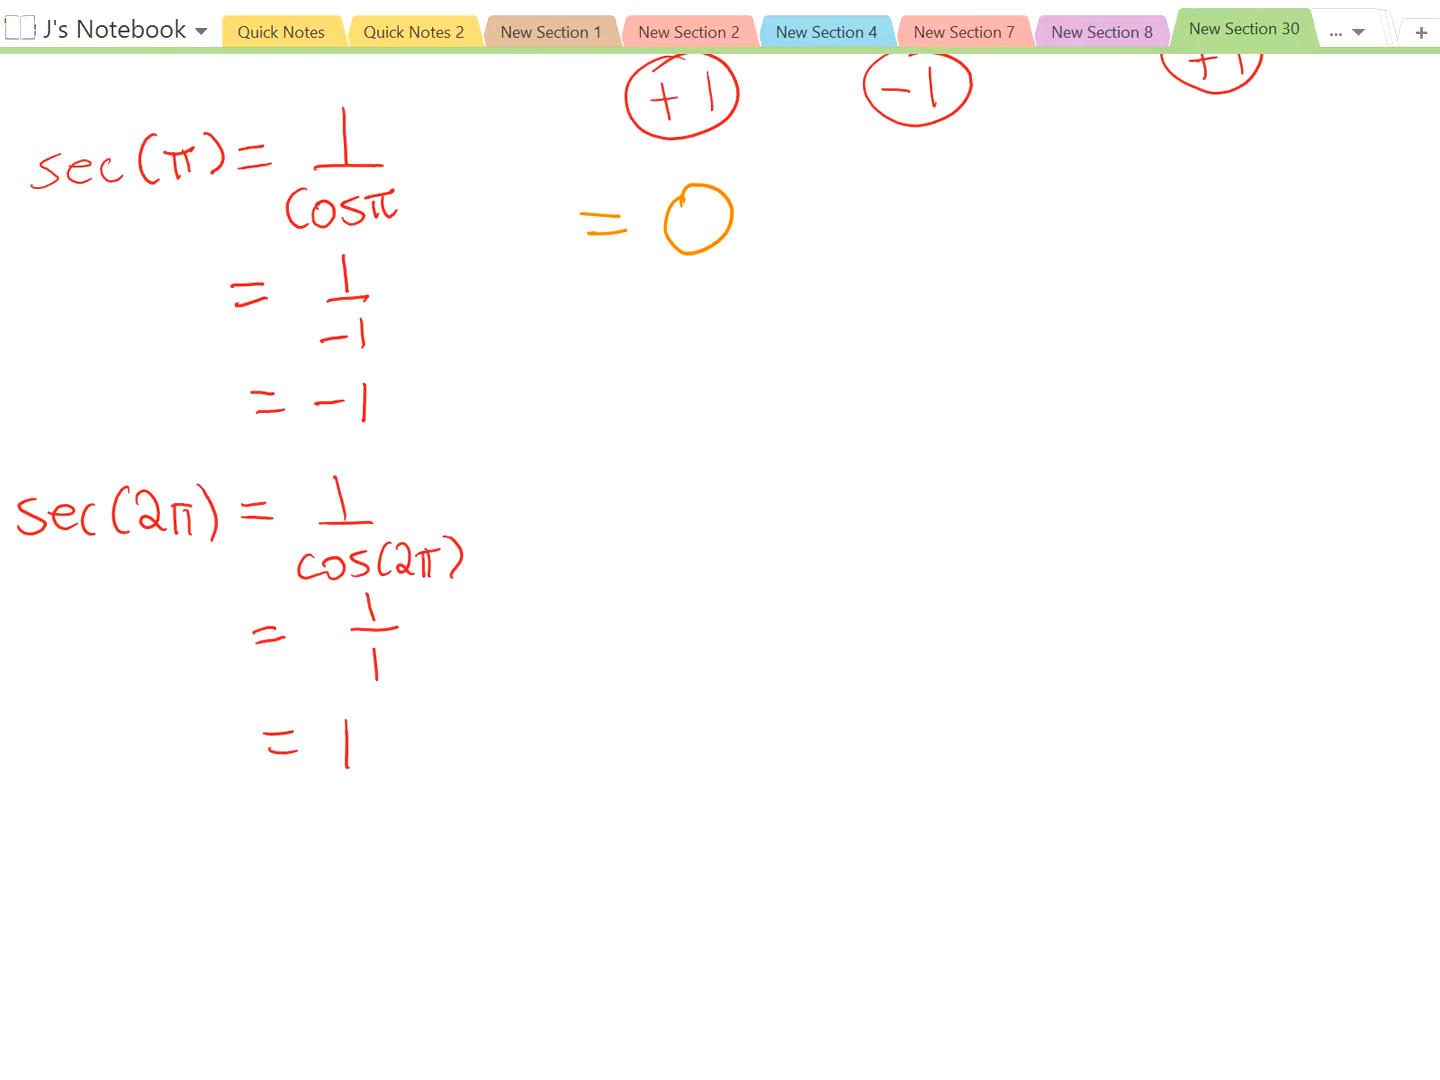 J's Notebook Quick Notes Quick Notes 2 New Section 1 New Section 2 New Section 4 New Section 7 New Section 8 New Section 30 ... +
+1 -1 +1
sec(π) = 1/cosπ
= 0
= 1/-1
= -1
sec(2π) = 1/cos(2π)
= 1/1
= 1